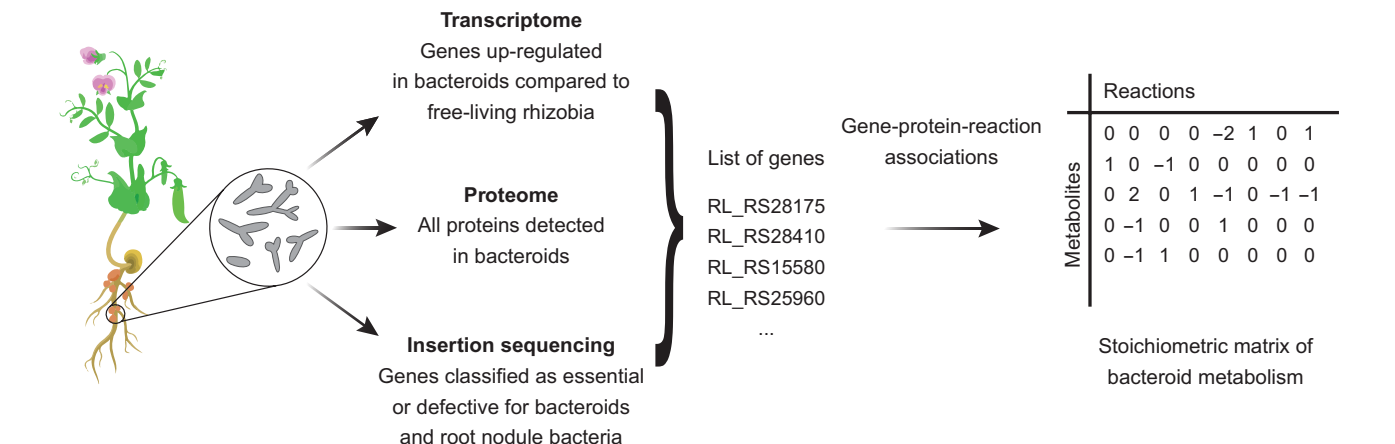 Transcriptome
Genes up-regulated
in bacteroids compared to
free-living rhizobia
Proteome
All proteins detected
in bacteroids
Insertion sequencing
Genes classified as essential
or defective for bacteroids
and root nodule bacteria
List of genes
RL_RS28175
RL_RS28410
RL_RS15580
RL_RS25960
...
Gene-protein-reaction
associations
Reactions
Metabolites
0 0 0 0 –2 1 0 1
1 0 –1 0 0 0 0 0
0 2 0 1 –1 0 –1 –1
0 –1 0 0 1 0 0 0
0 –1 1 0 0 0 0 0
Stoichiometric matrix of
bacteroid metabolism